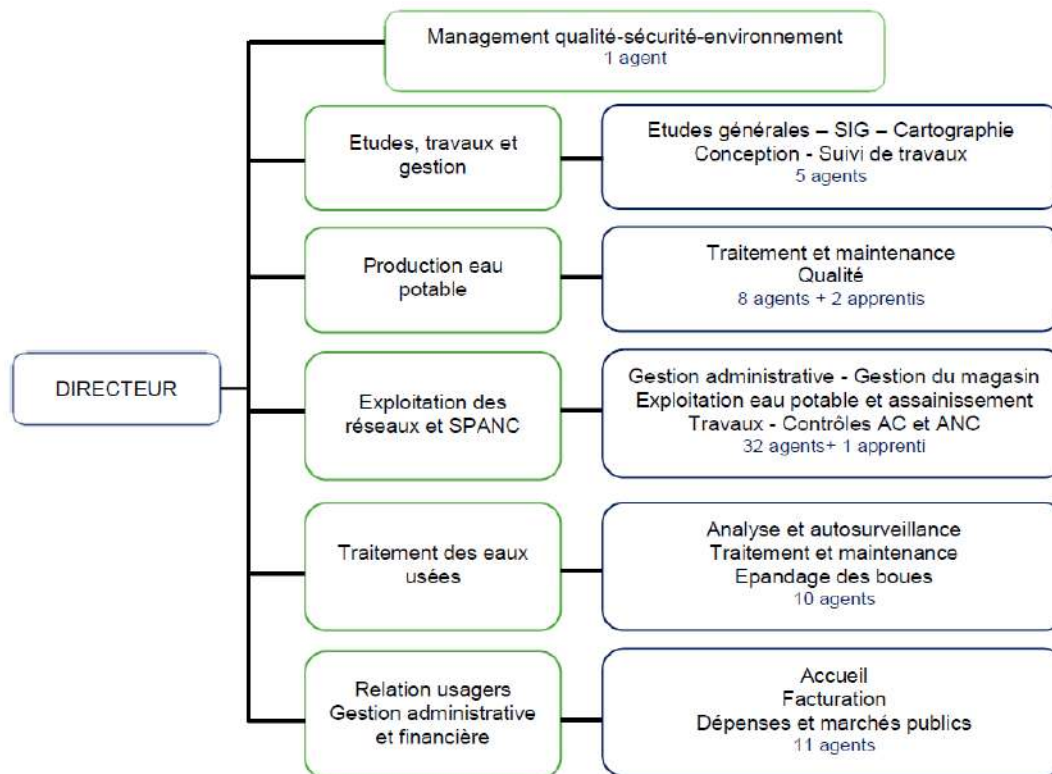 Management qualité-sécurité-environnement
1 agent
Etudes, travaux et
gestion
Etudes générales – SIG – Cartographie
Conception - Suivi de travaux
5 agents
Production eau
potable
Traitement et maintenance
Qualité
8 agents + 2 apprentis
DIRECTEUR
Exploitation des
réseaux et SPANC
Gestion administrative - Gestion du magasin
Exploitation eau potable et assainissement
Travaux - Contrôles AC et ANC
32 agents+ 1 apprenti
Traitement des eaux
usées
Analyse et autosurveillance
Traitement et maintenance
Epandage des boues
10 agents
Relation usagers
Gestion administrative
et financière
Accueil
Facturation
Dépenses et marchés publics
11 agents